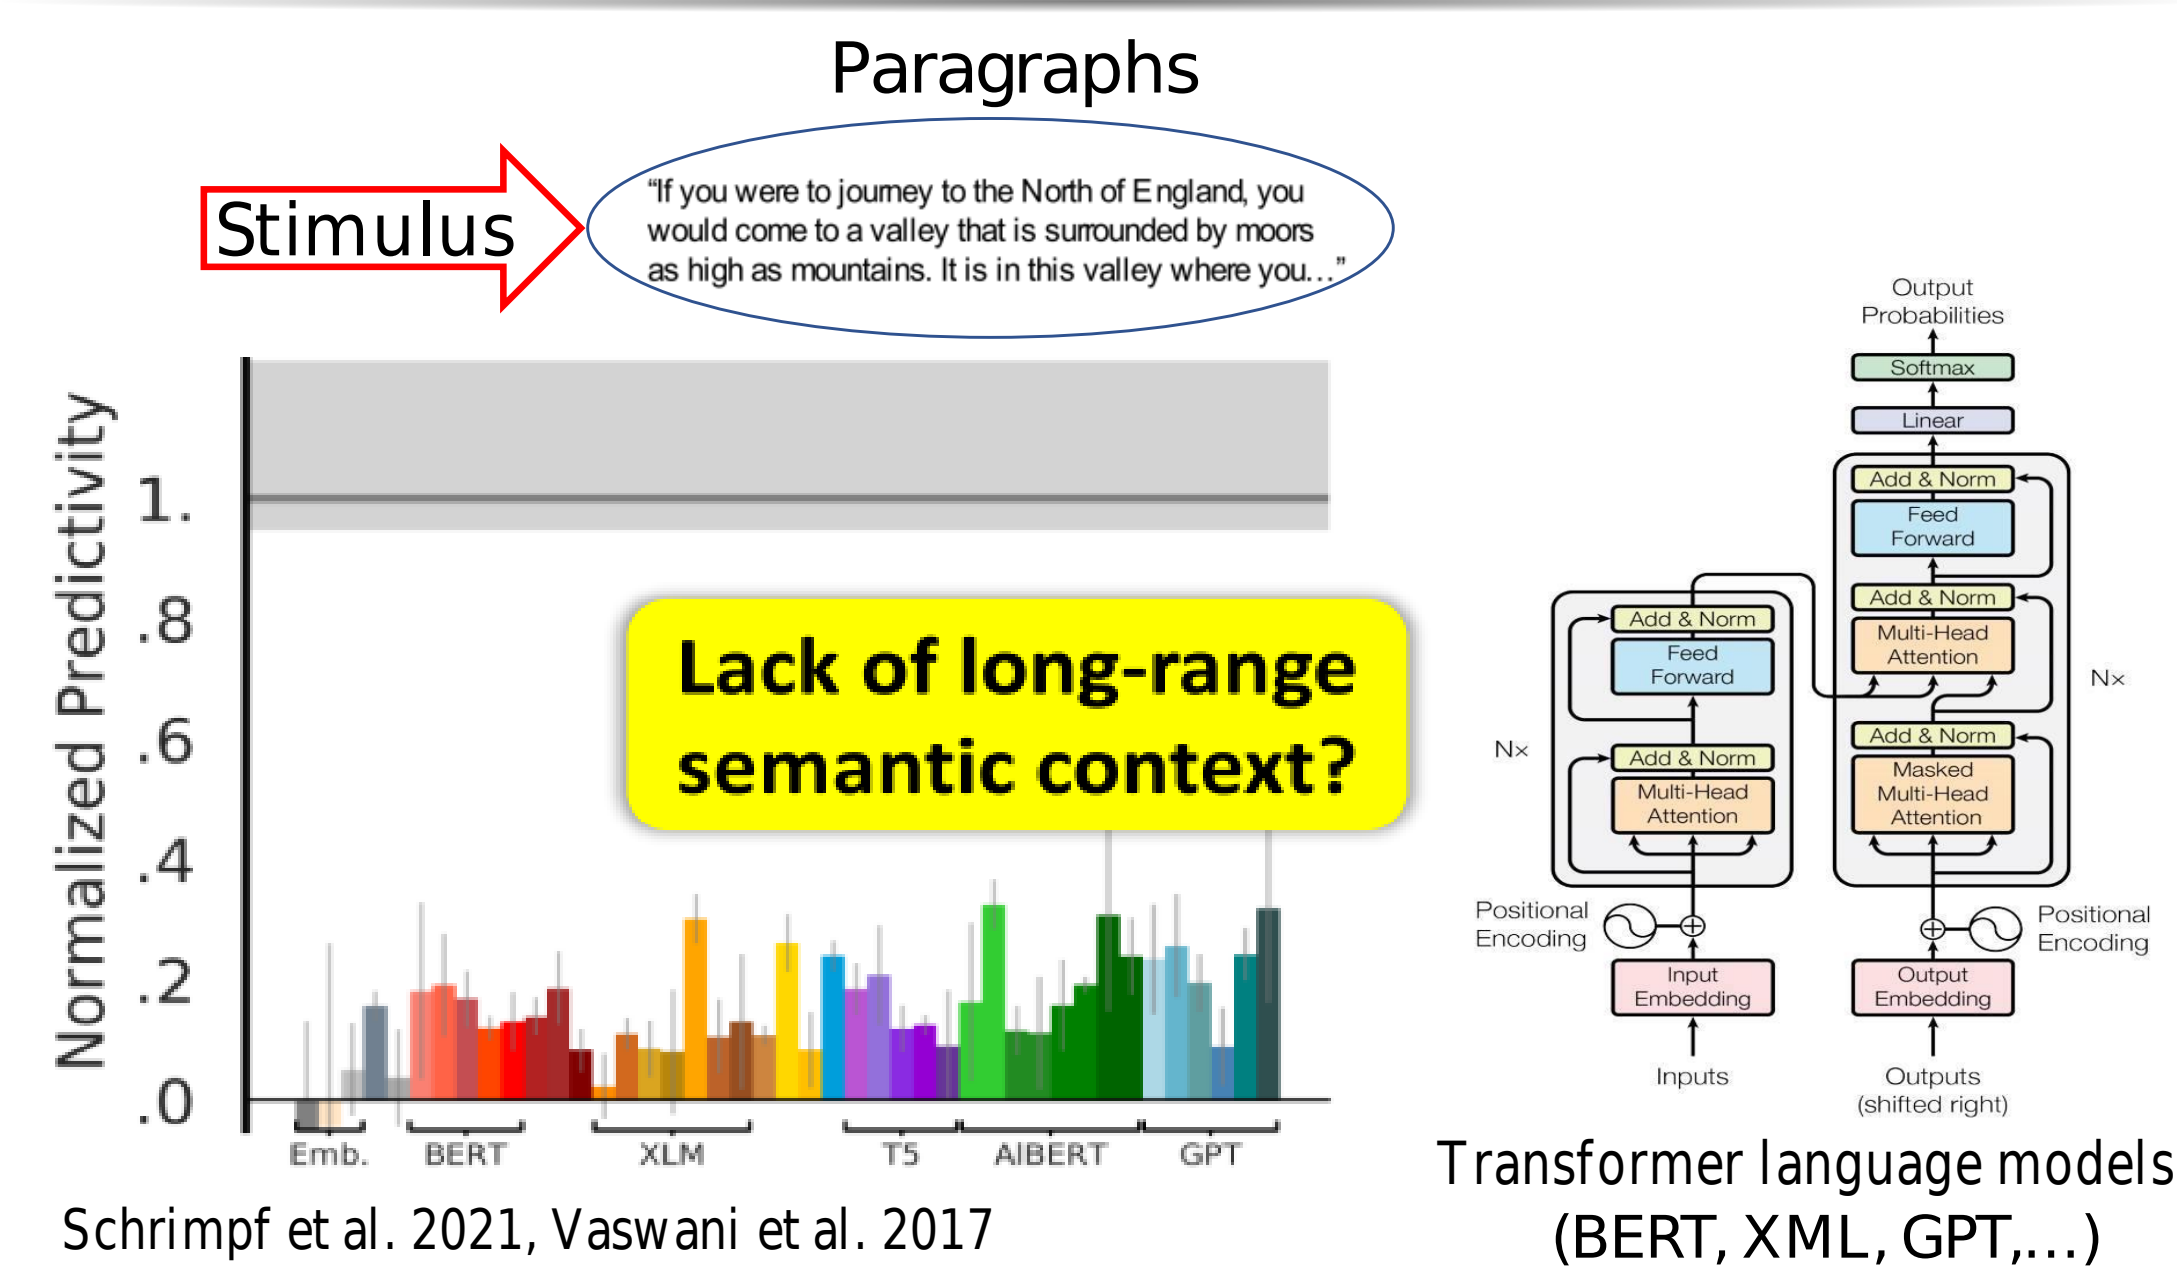 Paragraphs
Stimulus
“If you were to journey to the North of England, you
would come to a valley that is surrounded by moors
as high as mountains. It is in this valley where you…”
Normalized Predictivity
1.
.8
.6
.4
.2
.0
Lack of long-range
semantic context?
Emb.
BERT
XLM
T5
AlBERT
GPT
Schrimpf et al. 2021, Vaswani et al. 2017
Output
Probabilities
Softmax
Linear
Add & Norm
Feed
Forward
Add & Norm
Multi-Head
Attention
Nx
Add & Norm
Masked
Multi-Head
Attention
Add & Norm
Feed
Forward
Nx
Add & Norm
Multi-Head
Attention
Positional
Encoding
Positional
Encoding
Input
Embedding
Output
Embedding
Inputs
Outputs
(shifted right)
Transformer language models
(BERT, XML, GPT,…)